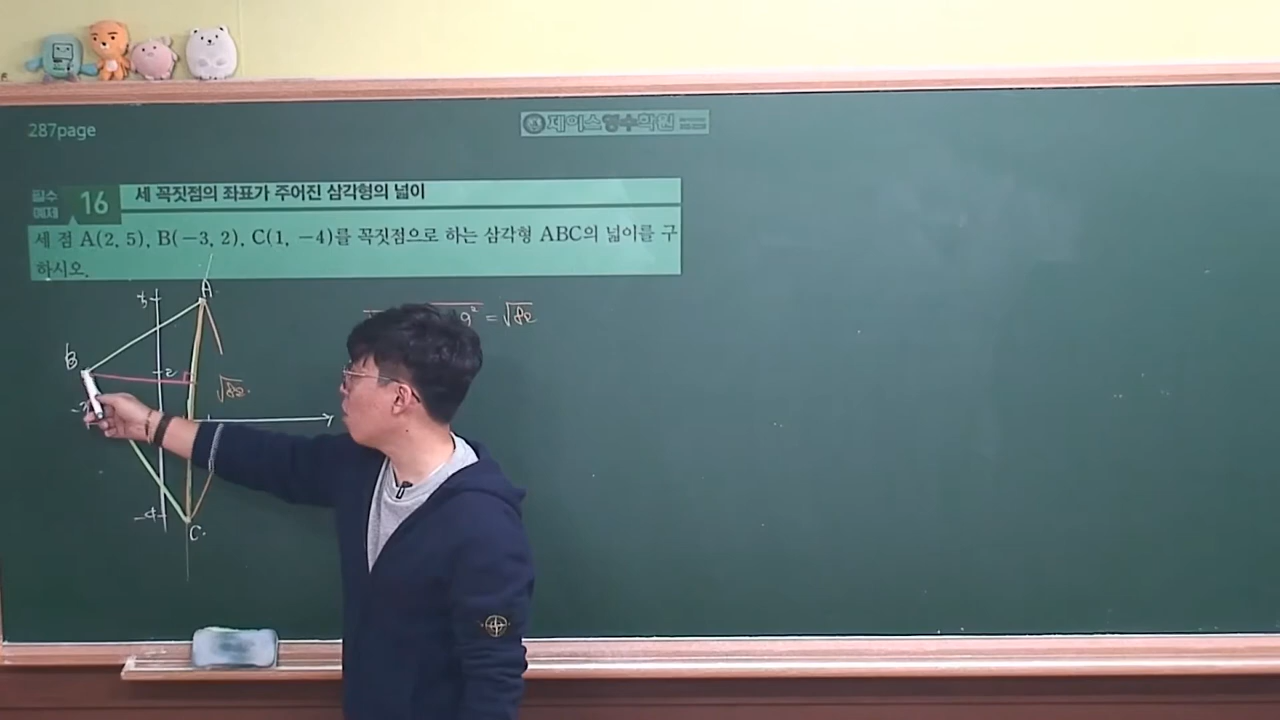 287page
제이스영수학원
필수 예제 16 세 꼭짓점의 좌표가 주어진 삼각형의 넓이
세 점 A(2, 5), B(−3, 2), C(1, −4)를 꼭짓점으로 하는 삼각형 ABC의 넓이를 구
하시오.
A
5
9² = √82
B
2
√82
-4
C